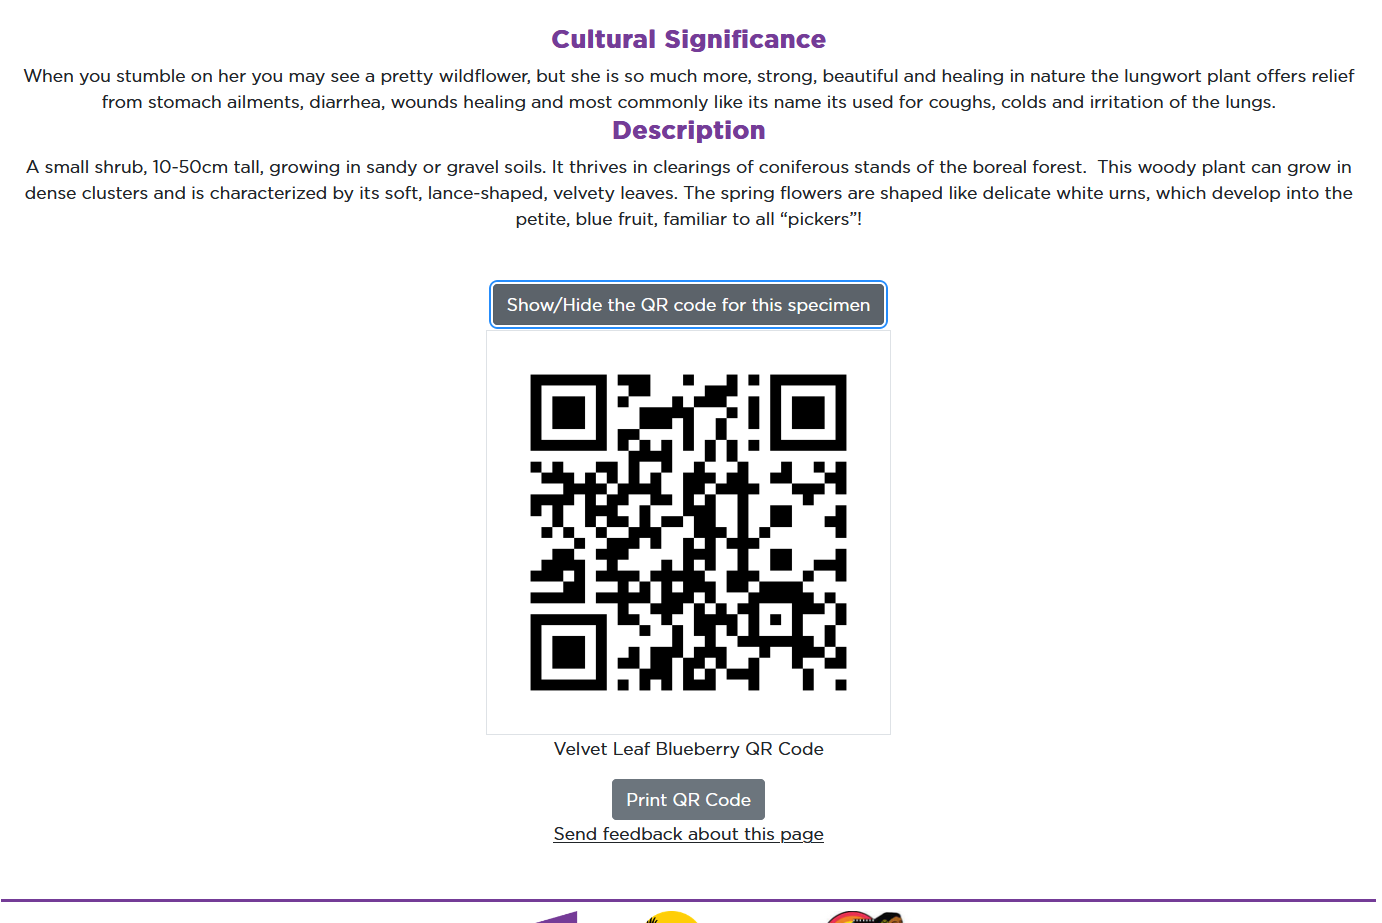 Cultural Significance
When you stumble on her you may see a pretty wildflower, but she is so much more, strong, beautiful and healing in nature the lungwort plant offers relief
from stomach ailments, diarrhea, wounds healing and most commonly like its name its used for coughs, colds and irritation of the lungs.
Description
A small shrub, 10-50cm tall, growing in sandy or gravel soils. It thrives in clearings of coniferous stands of the boreal forest.  This woody plant can grow in
dense clusters and is characterized by its soft, lance-shaped, velvety leaves. The spring flowers are shaped like delicate white urns, which develop into the
petite, blue fruit, familiar to all “pickers”!
Show/Hide the QR code for this specimen
Velvet Leaf Blueberry QR Code
Print QR Code
Send feedback about this page